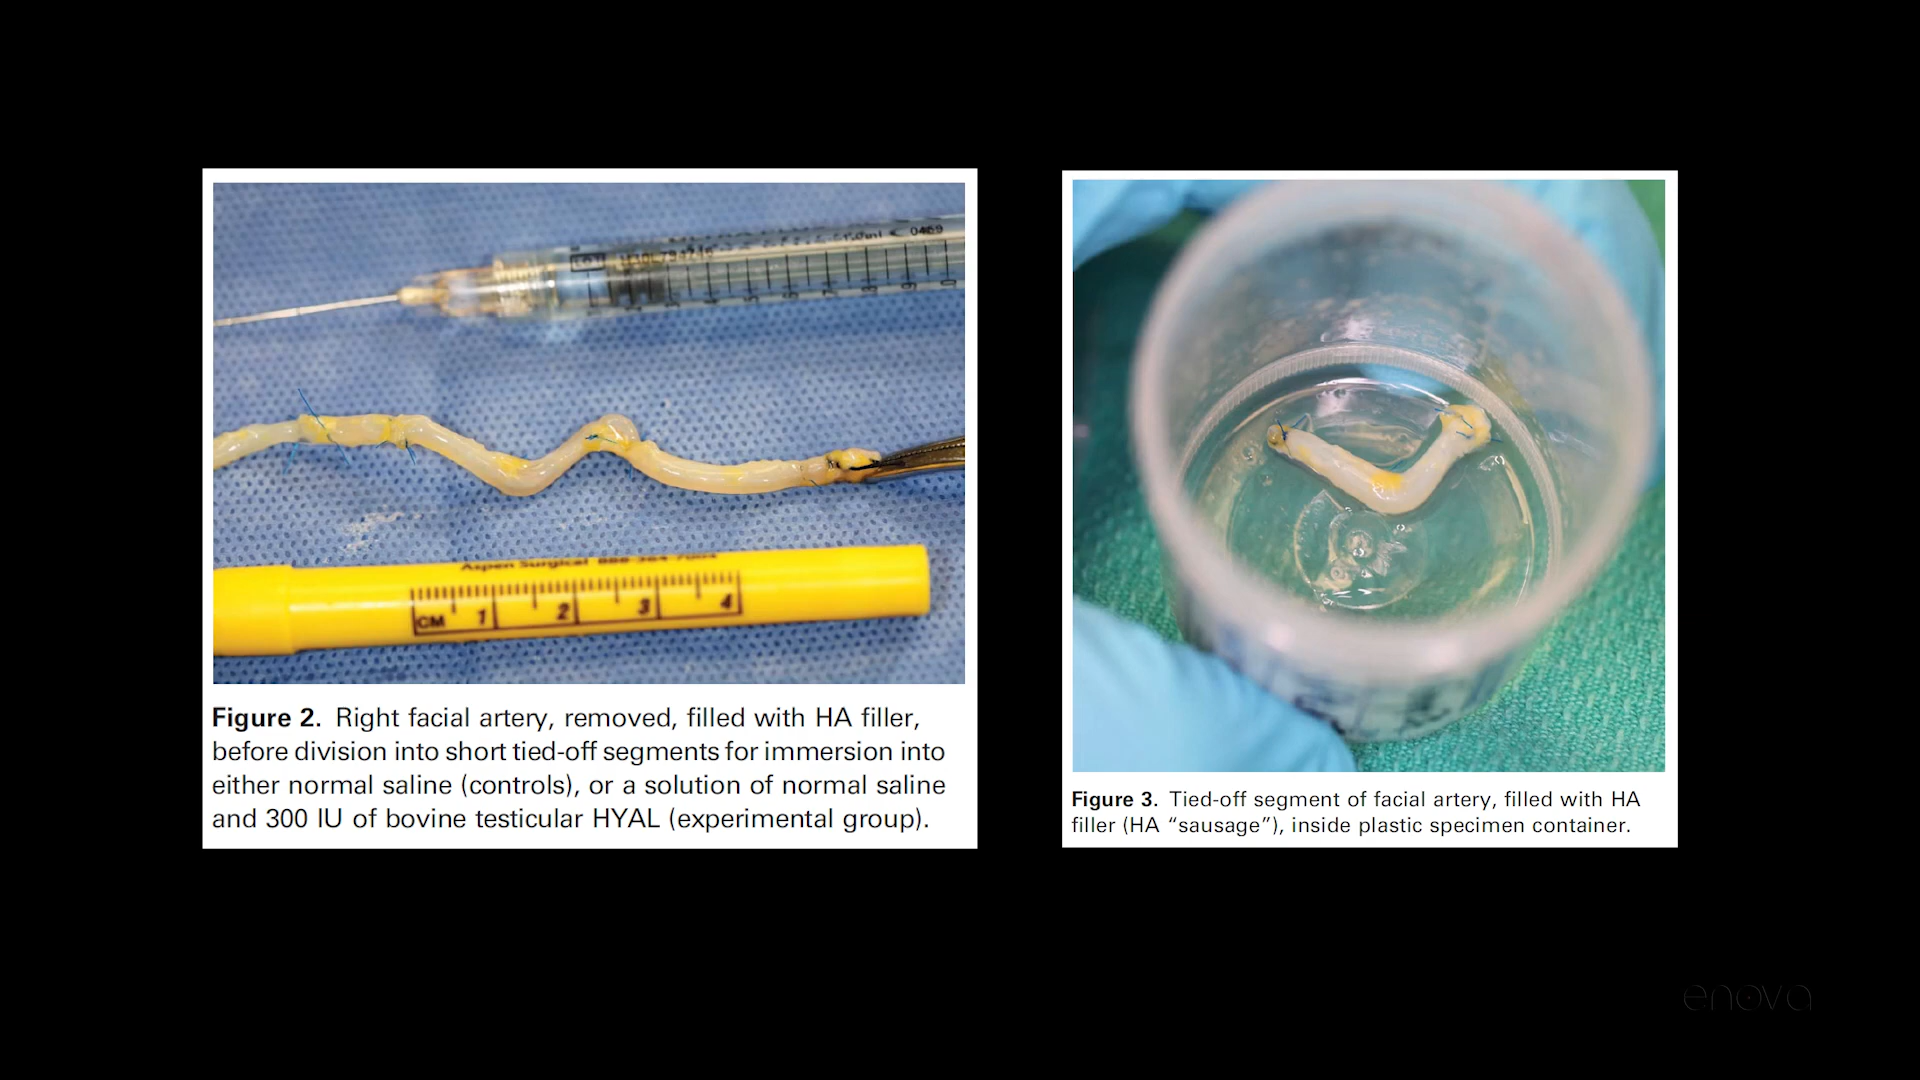 0459
Aspen Surgical
CM 1 2 3 4
Figure 2. Right facial artery, removed, filled with HA filler,
before division into short tied-off segments for immersion into
either normal saline (controls), or a solution of normal saline
and 300 IU of bovine testicular HYAL (experimental group).
Figure 3. Tied-off segment of facial artery, filled with HA
filler (HA “sausage”), inside plastic specimen container.
enova